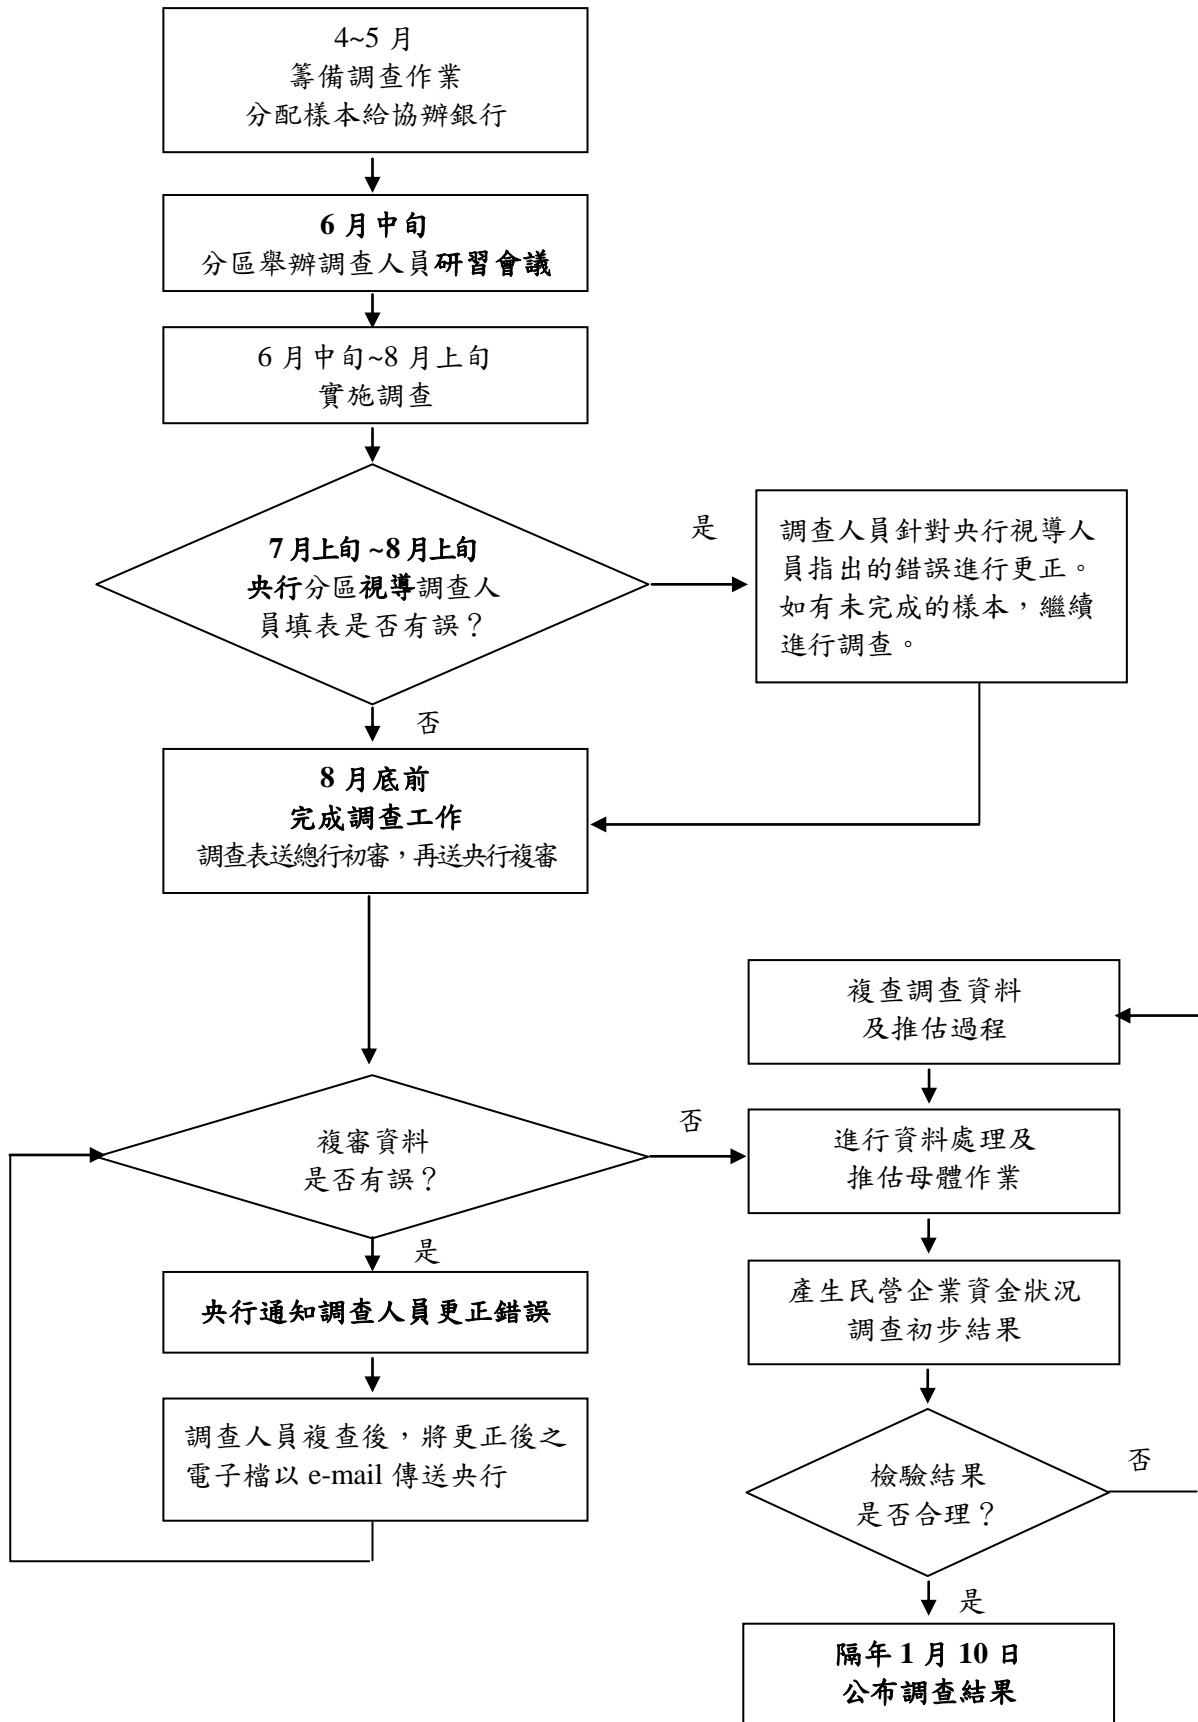 4~5 月
籌備調查作業
分配樣本給協辦銀行
6 月中旬
分區舉辦調查人員研習會議
6 月中旬~8 月上旬
實施調查
7 月上旬 ~8 月上旬
央行分區視導調查人
員填表是否有誤？
是
調查人員針對央行視導人
員指出的錯誤進行更正。
如有未完成的樣本，繼續
進行調查。
否
8 月底前
完成調查工作
調查表送總行初審，再送央行複審
複審資料
是否有誤？
否
是
央行通知調查人員更正錯誤
調查人員複查後，將更正後之
電子檔以 e-mail 傳送央行
複查調查資料
及推估過程
進行資料處理及
推估母體作業
產生民營企業資金狀況
調查初步結果
檢驗結果
是否合理？
否
是
隔年 1 月 10 日
公布調查結果